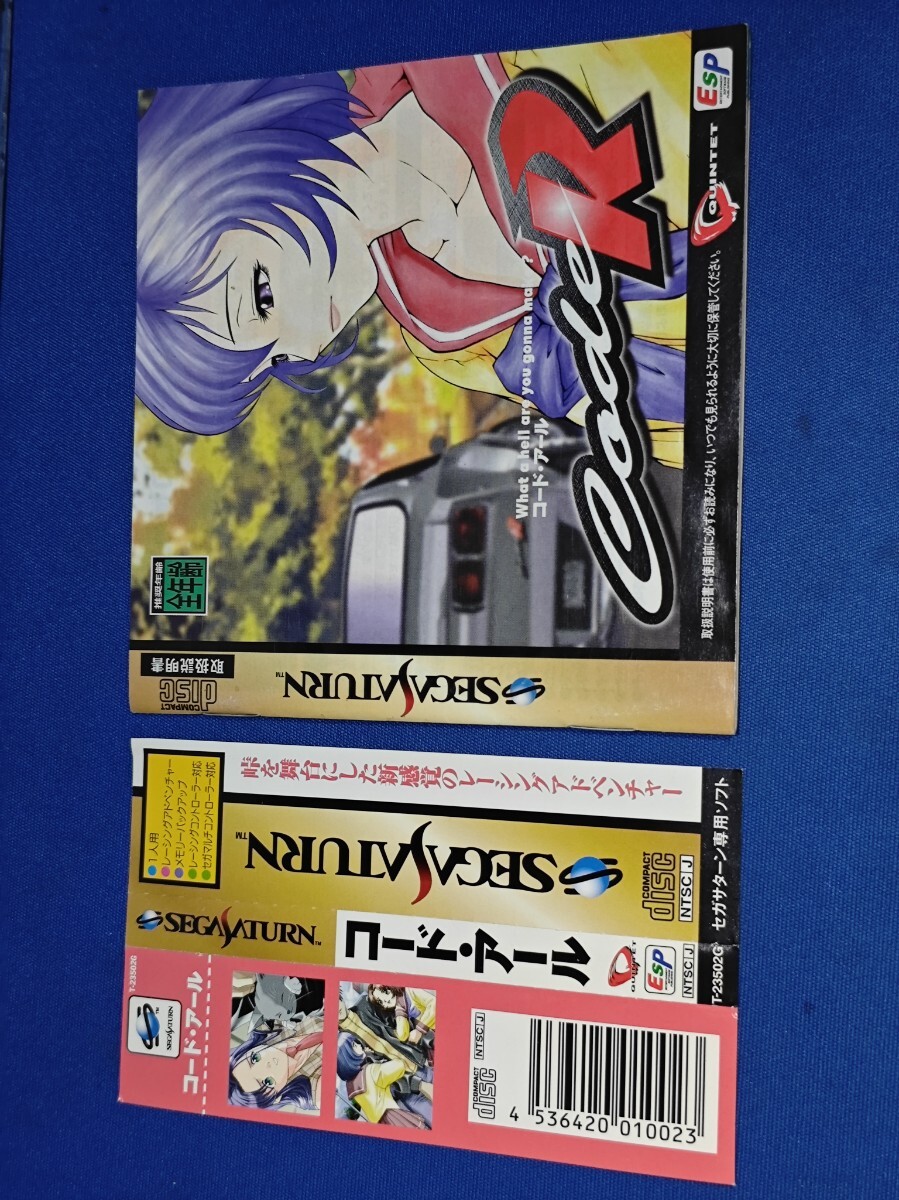 ESP
QUINTET
Code R
What a hell are you gonna ma ?
コード・アール
取扱説明書は使用前に必ずお読みになり、いつでも見られるように大切に保管してください。
推奨年齢
全年齢
取扱説明書
COMPACT
disc
SEGASATURN™
峠を舞台にした新感覚のレーシングアドベンチャー
1人用
レーシングアドベンチャー
メモリーバックアップ
レーシングコントローラー対応
セガマルチコントローラー対応
SEGASATURN™
COMPACT
disc
NTSC J
セガサターン専用ソフト
SEGASATURN™
コード・アール
QUINTET
ESP
NTSC J
T-23502G
T-23502G
SEGASATURN™
コード・アール
COMPACT
disc
NTSC J
4 536420 010023